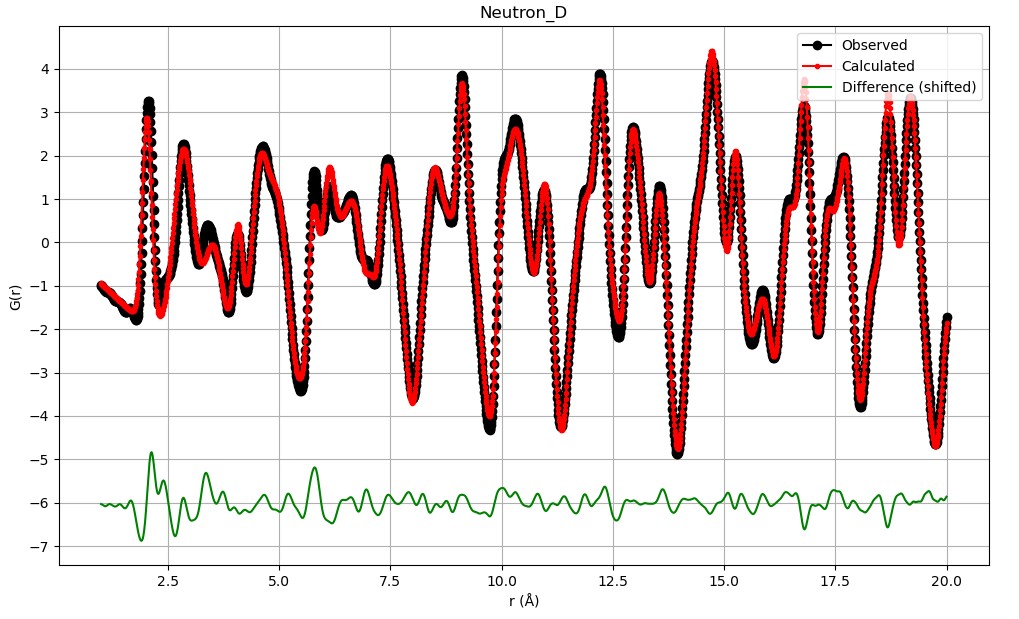 Neutron_D
Observed
Calculated
Difference (shifted)
G(r)
4
3
2
1
0
−1
−2
−3
−4
−5
−6
−7
2.5 5.0 7.5 10.0 12.5 15.0 17.5 20.0
r (Å)